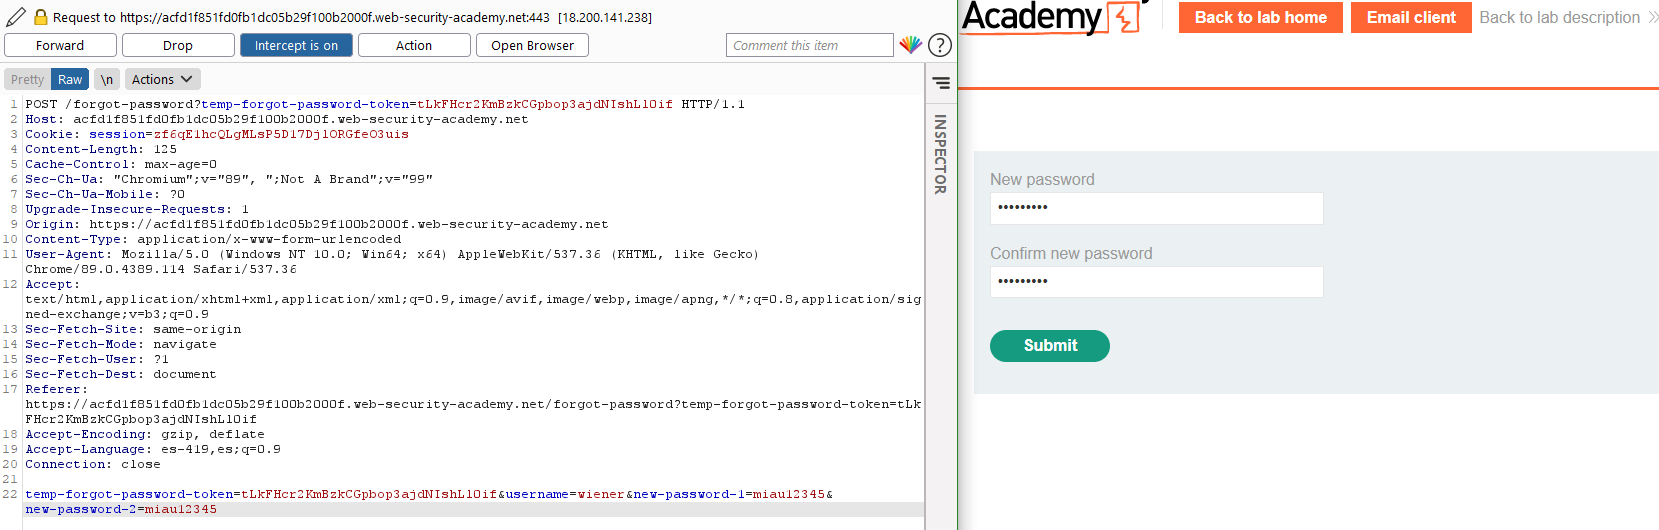 Request to https://acfd1f851fd0fb1dc05b29f100b2000f.web-security-academy.net:443 [18.200.141.238]
Forward Drop Intercept is on Action Open Browser Comment this item ?
Pretty Raw \n Actions
1 POST /forgot-password?temp-forgot-password-token=tLkFHcr2KmBzkCGpbop3ajdNIshLl0if HTTP/1.1
2 Host: acfd1f851fd0fb1dc05b29f100b2000f.web-security-academy.net
3 Cookie: session=zf6qE1hcQLgMLsP5D17Dj1ORGfeO3uis
4 Content-Length: 125
5 Cache-Control: max-age=0
6 Sec-Ch-Ua: "Chromium";v="89", ";Not A Brand";v="99"
7 Sec-Ch-Ua-Mobile: ?0
8 Upgrade-Insecure-Requests: 1
9 Origin: https://acfd1f851fd0fb1dc05b29f100b2000f.web-security-academy.net
10 Content-Type: application/x-www-form-urlencoded
11 User-Agent: Mozilla/5.0 (Windows NT 10.0; Win64; x64) AppleWebKit/537.36 (KHTML, like Gecko)
Chrome/89.0.4389.114 Safari/537.36
12 Accept:
text/html,application/xhtml+xml,application/xml;q=0.9,image/avif,image/webp,image/apng,*/*;q=0.8,application/sig
ned-exchange;v=b3;q=0.9
13 Sec-Fetch-Site: same-origin
14 Sec-Fetch-Mode: navigate
15 Sec-Fetch-User: ?1
16 Sec-Fetch-Dest: document
17 Referer:
https://acfd1f851fd0fb1dc05b29f100b2000f.web-security-academy.net/forgot-password?temp-forgot-password-token=tLk
FHcr2KmBzkCGpbop3ajdNIshLl0if
18 Accept-Encoding: gzip, deflate
19 Accept-Language: es-419,es;q=0.9
20 Connection: close
21
22 temp-forgot-password-token=tLkFHcr2KmBzkCGpbop3ajdNIshLl0if&username=wiener&new-password-1=miau12345&
new-password-2=miau12345
INSPECTOR
Academy
Back to lab home Email client Back to lab description
New password
•••••••••
Confirm new password
•••••••••
Submit